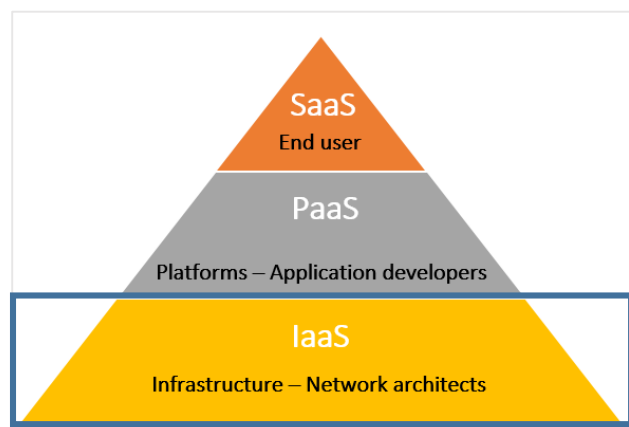 SaaS
End user
PaaS
Platforms – Application developers
IaaS
Infrastructure – Network architects